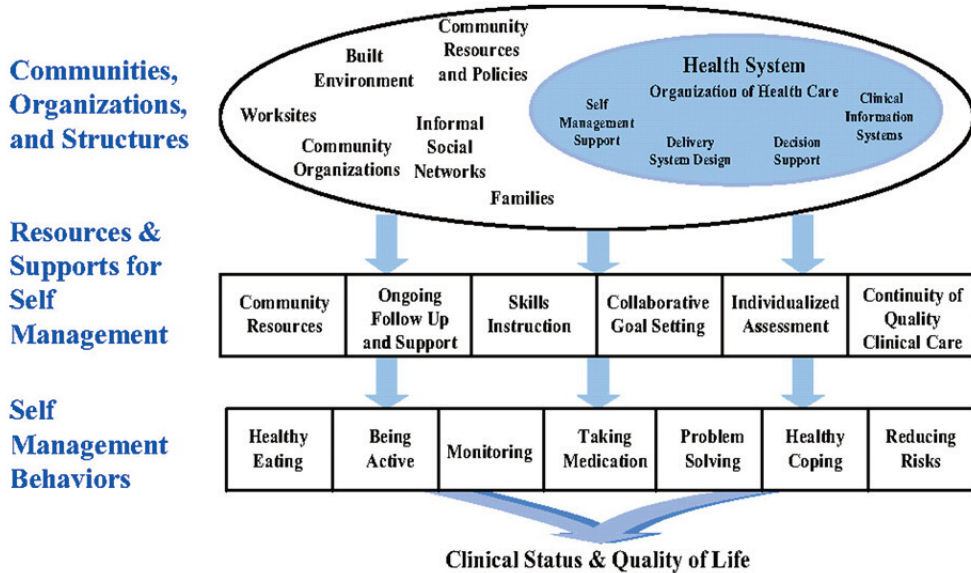 Communities,
Organizations,
and Structures
Community
Resources
and Policies
Built
Environment
Worksites
Community
Organizations
Informal
Social
Networks
Families
Health System
Organization of Health Care
Self
Management
Support
Delivery
System Design
Decision
Support
Clinical
Information
Systems
Resources &
Supports for
Self
Management
Community
Resources
Ongoing
Follow Up
and Support
Skills
Instruction
Collaborative
Goal Setting
Individualized
Assessment
Continuity of
Quality
Clinical Care
Self
Management
Behaviors
Healthy
Eating
Being
Active
Monitoring
Taking
Medication
Problem
Solving
Healthy
Coping
Reducing
Risks
Clinical Status & Quality of Life